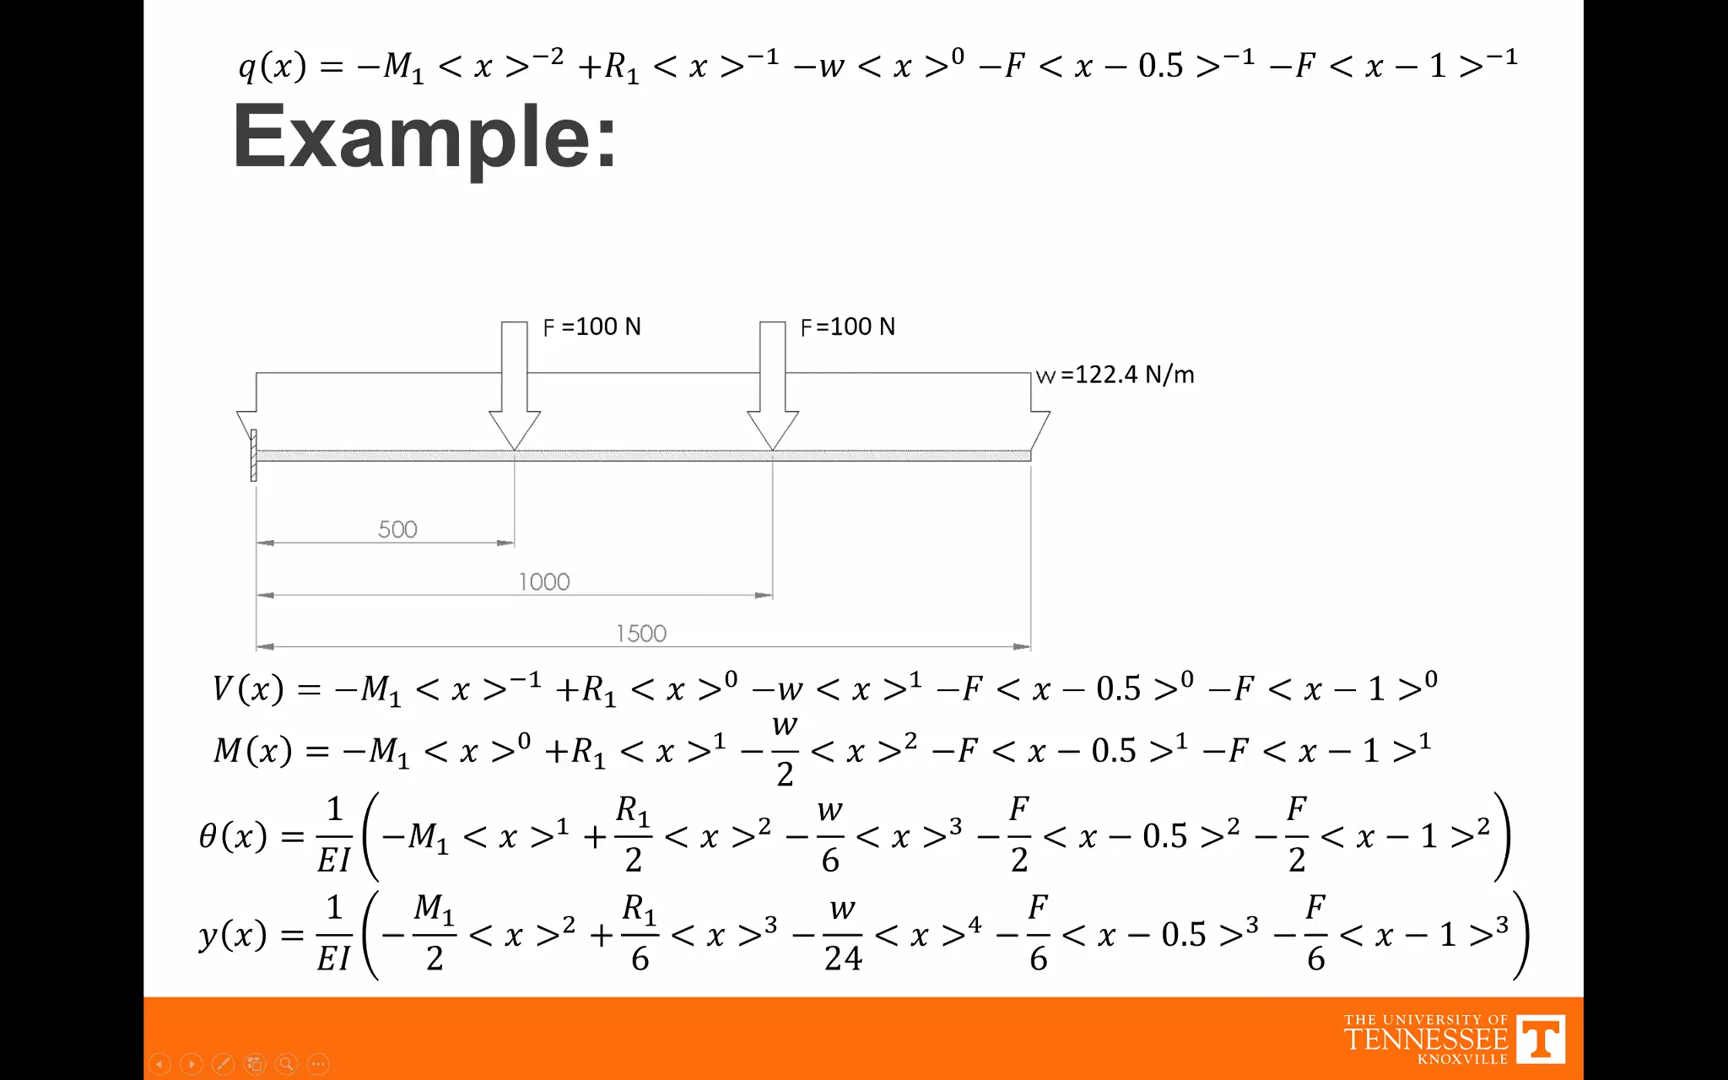 q(x) = −M₁ < x >⁻² +R₁ < x >⁻¹ −w < x >⁰ −F < x − 0.5 >⁻¹ −F < x − 1 >⁻¹
Example:
F =100 N
F=100 N
w=122.4 N/m
500
1000
1500
V(x) = −M₁ < x >⁻¹ +R₁ < x >⁰ −w < x >¹ −F < x − 0.5 >⁰ −F < x − 1 >⁰
M(x) = −M₁ < x >⁰ +R₁ < x >¹ −w/2 < x >² −F < x − 0.5 >¹ −F < x − 1 >¹
θ(x) = 1/EI (−M₁ < x >¹ + R₁/2 < x >² − w/6 < x >³ − F/2 < x − 0.5 >² − F/2 < x − 1 >²)
y(x) = 1/EI (− M₁/2 < x >² + R₁/6 < x >³ − w/24 < x >⁴ − F/6 < x − 0.5 >³ − F/6 < x − 1 >³)
THE UNIVERSITY OF
TENNESSEE
KNOXVILLE
T